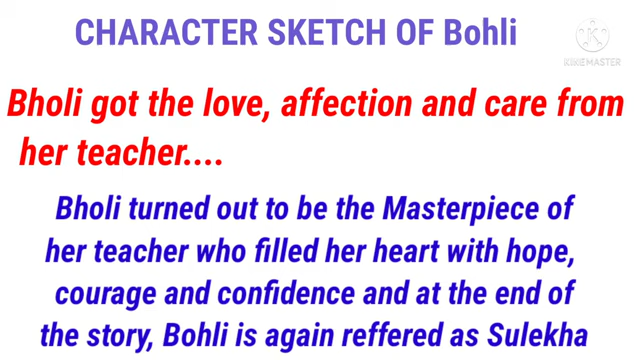 CHARACTER SKETCH OF Bohli
KIKEMASTER
Bholi got the love, affection and care from
her teacher....
Bholi turned out to be the Masterpiece of
her teacher who filled her heart with hope,
courage and confidence and at the end of
the story, Bohli is again reffered as Sulekha